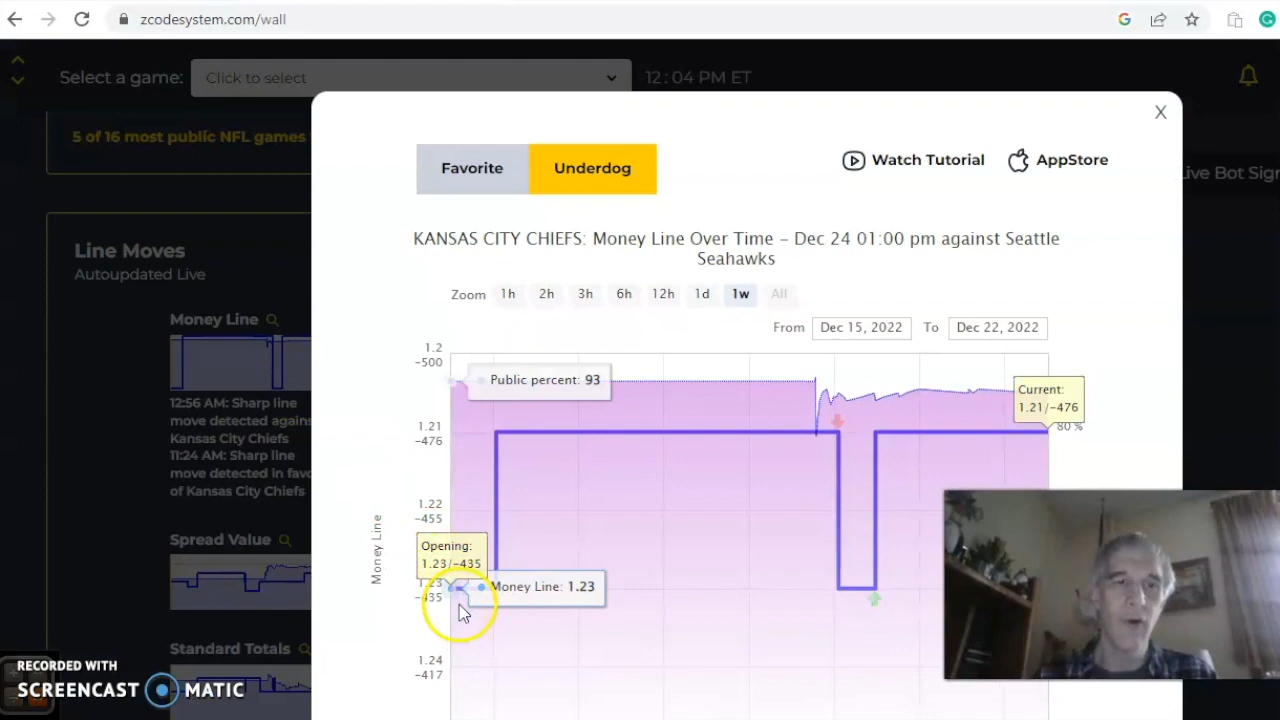 zcodesystem.com/wall
Select a game: Click to select 12:04 PM ET
5 of 16 most public NFL games
Live Bot Sign
Line Moves
Autoupdated Live
Money Line
12:56 AM: Sharp line
move detected agains
Kansas City Chiefs
11:24 AM: Sharp line
move detected in favo
of Kansas City Chiefs
Spread Value
Standard Totals
X
Favorite Underdog
Watch Tutorial AppStore
KANSAS CITY CHIEFS: Money Line Over Time – Dec 24 01:00 pm against Seattle
Seahawks
Zoom 1h 2h 3h 6h 12h 1d 1w All
From Dec 15, 2022 To Dec 22, 2022
1.2
-500
Public percent: 93
Current:
1.21/-476
80 %
1.21
-476
1.22
-455
Opening:
1.23/-435
1.23
-435
Money Line: 1.23
1.24
-417
Money Line
RECORDED WITH
SCREENCAST MATIC